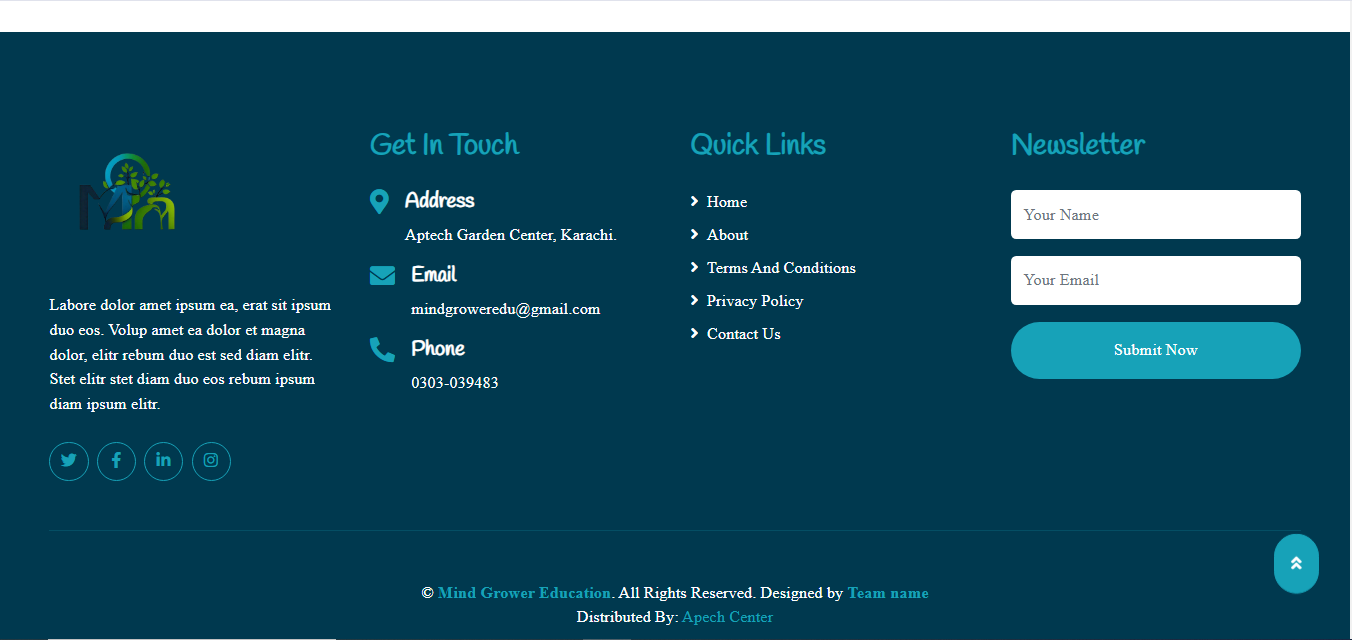 Labore dolor amet ipsum ea, erat sit ipsum
duo eos. Volup amet ea dolor et magna
dolor, elitr rebum duo est sed diam elitr.
Stet elitr stet diam duo eos rebum ipsum
diam ipsum elitr.
Get In Touch
Address
Aptech Garden Center, Karachi.
Email
mindgroweredu@gmail.com
Phone
0303-039483
Quick Links
Home
About
Terms And Conditions
Privacy Policy
Contact Us
Newsletter
Your Name
Your Email
Submit Now
© Mind Grower Education. All Rights Reserved. Designed by Team name
Distributed By: Apech Center